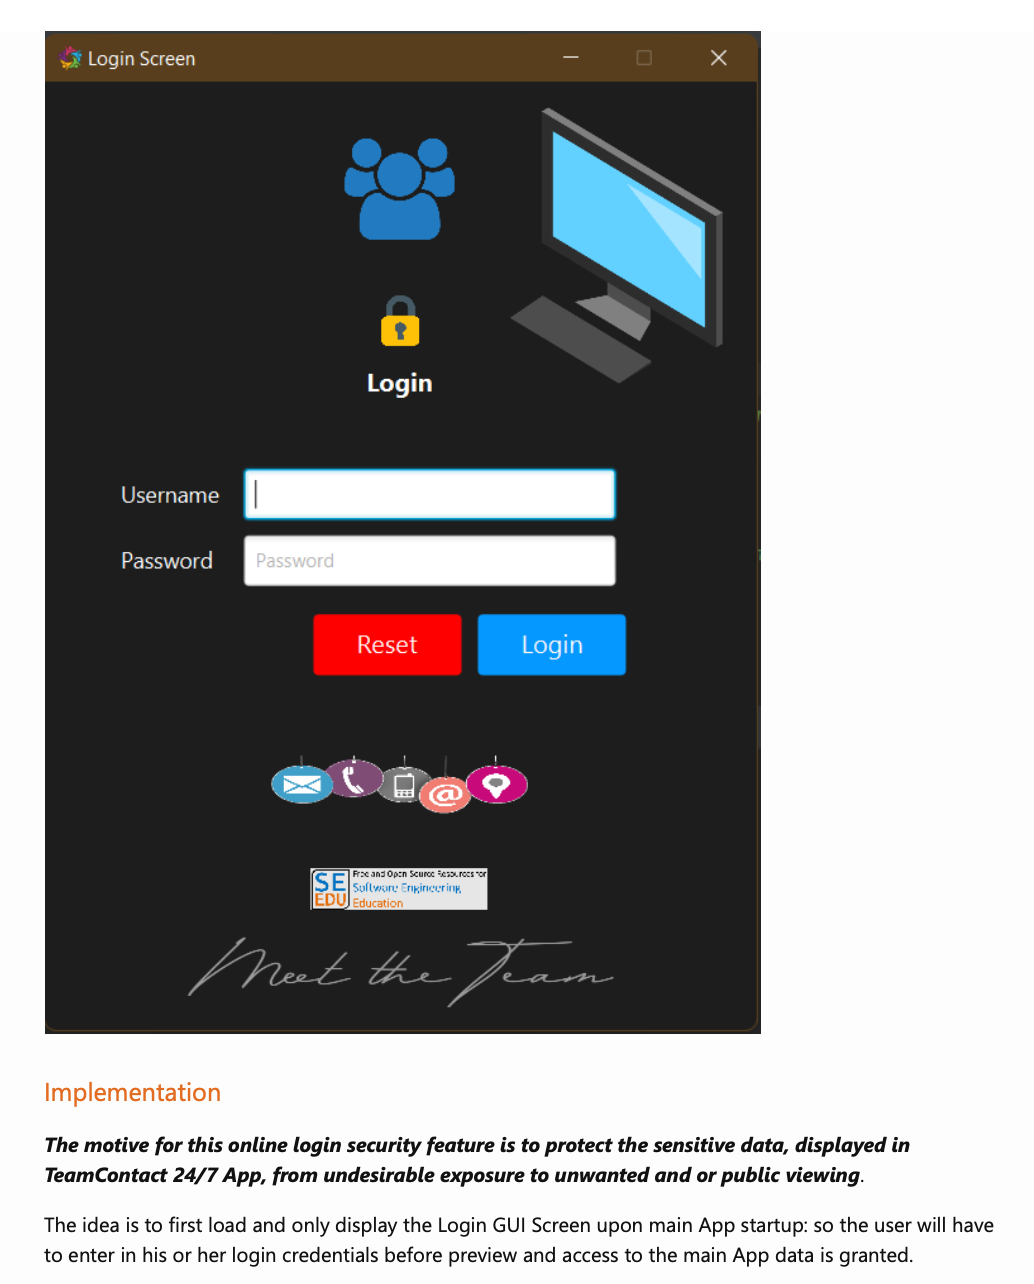 Login Screen
Login
Username
Password
Password
Reset
Login
@
SE
EDU
Free and Open Source Resources for
Software Engineering
Education
Meet the Team
Implementation
The motive for this online login security feature is to protect the sensitive data, displayed in
TeamContact 24/7 App, from undesirable exposure to unwanted and or public viewing.
The idea is to first load and only display the Login GUI Screen upon main App startup: so the user will have
to enter in his or her login credentials before preview and access to the main App data is granted.